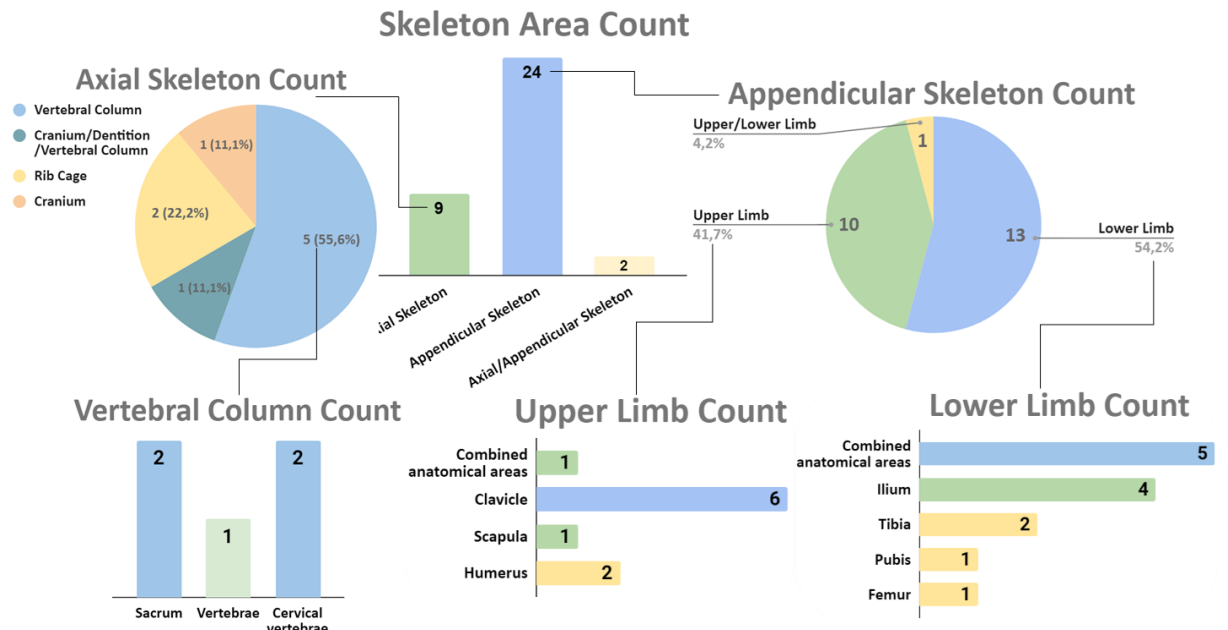 Skeleton Area Count
Axial Skeleton Count
Vertebral Column
Cranium/Dentition
/Vertebral Column
Rib Cage
Cranium
1 (11,1%)
2 (22,2%)
5 (55,6%)
1 (11,1%)
24
9
2
Appendicular Skeleton
Axial/Appendicular Skeleton
Skeleton
Appendicular Skeleton Count
Upper/Lower Limb
4,2%
1
Upper Limb
41,7%
10
13
Lower Limb
54,2%
Vertebral Column Count
2
1
2
Sacrum
Vertebrae
Cervical
vertebrae
Upper Limb Count
Combined
anatomical areas
1
Clavicle
6
Scapula
1
Humerus
2
Lower Limb Count
Combined
anatomical areas
5
Ilium
4
Tibia
2
Pubis
1
Femur
1